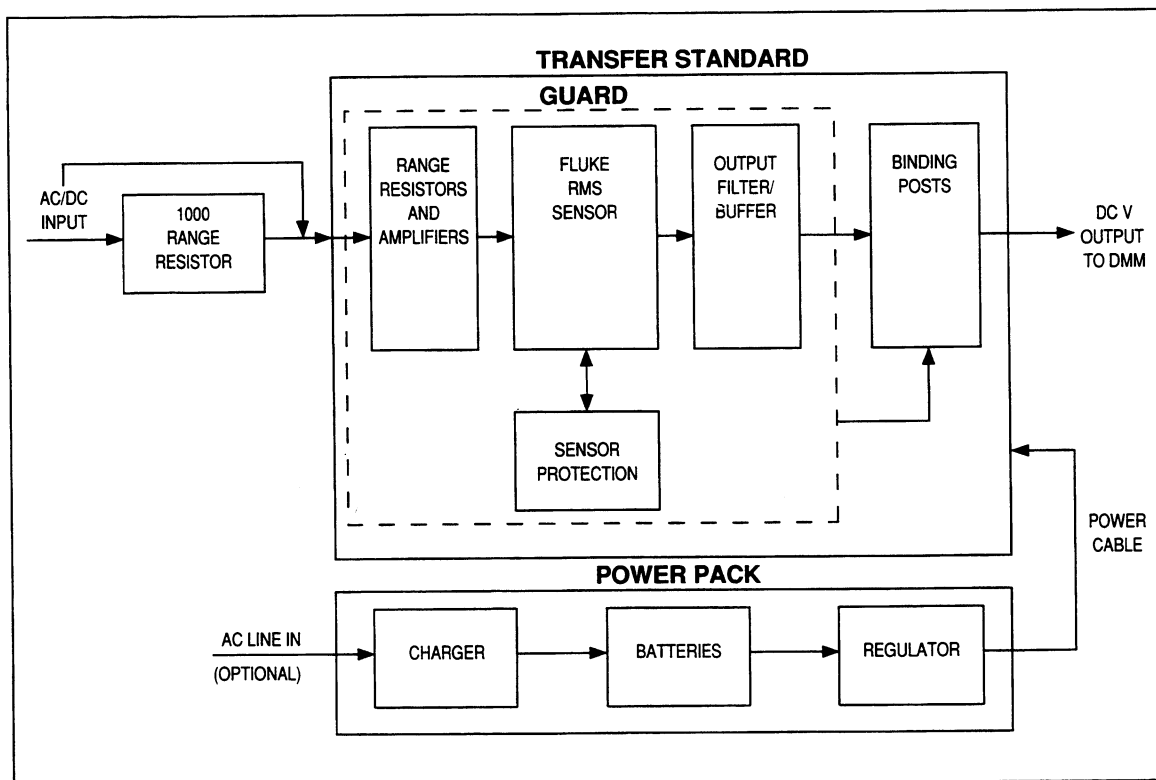 TRANSFER STANDARD
GUARD
AC/DC
INPUT
1000
RANGE
RESISTOR
RANGE
RESISTORS
AND
AMPLIFIERS
FLUKE
RMS
SENSOR
OUTPUT
FILTER/
BUFFER
BINDING
POSTS
DC V
OUTPUT
TO DMM
SENSOR
PROTECTION
POWER
CABLE
POWER PACK
AC LINE IN
(OPTIONAL)
CHARGER
BATTERIES
REGULATOR